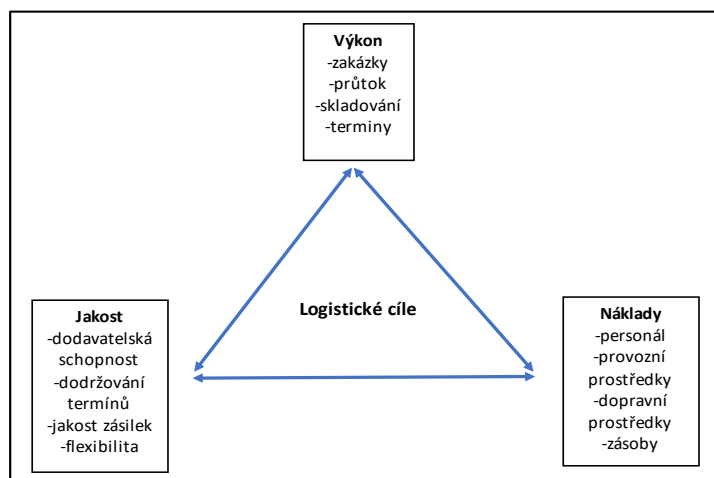 Výkon
-zakázky
-průtok
-skladování
-terminy
Logistické cíle
Jakost
-dodavatelská
schopnost
-dodržování
termínů
-jakost zásilek
-flexibilita
Náklady
-personál
-provozní
prostředky
-dopravní
prostředky
-zásoby